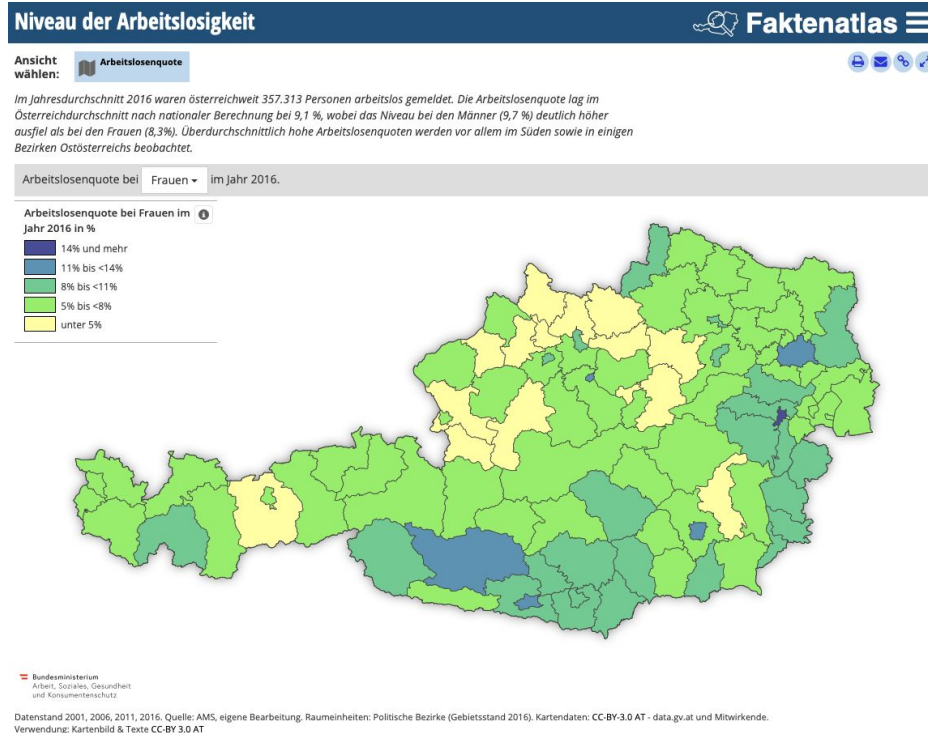 Niveau der Arbeitslosigkeit
Faktenatlas
Ansicht
wählen:
Arbeitslosenquote
Im Jahresdurchschnitt 2016 waren österreichweit 357.313 Personen arbeitslos gemeldet. Die Arbeitslosenquote lag im
Österreichdurchschnitt nach nationaler Berechnung bei 9,1 %, wobei das Niveau bei den Männer (9,7 %) deutlich höher
ausfiel als bei den Frauen (8,3%). Überdurchschnittlich hohe Arbeitslosenquoten werden vor allem im Süden sowie in einigen
Bezirken Ostösterreichs beobachtet.
Arbeitslosenquote bei Frauen im Jahr 2016.
Arbeitslosenquote bei Frauen im
Jahr 2016 in %
14% und mehr
11% bis <14%
8% bis <11%
5% bis <8%
unter 5%
Bundesministerium
Arbeit, Soziales, Gesundheit
und Konsumentenschutz
Datenstand 2001, 2006, 2011, 2016. Quelle: AMS, eigene Bearbeitung. Raumeinheiten: Politische Bezirke (Gebietsstand 2016). Kartendaten: CC-BY-3.0 AT - data.gv.at und Mitwirkende.
Verwendung: Kartenbild & Texte CC-BY 3.0 AT